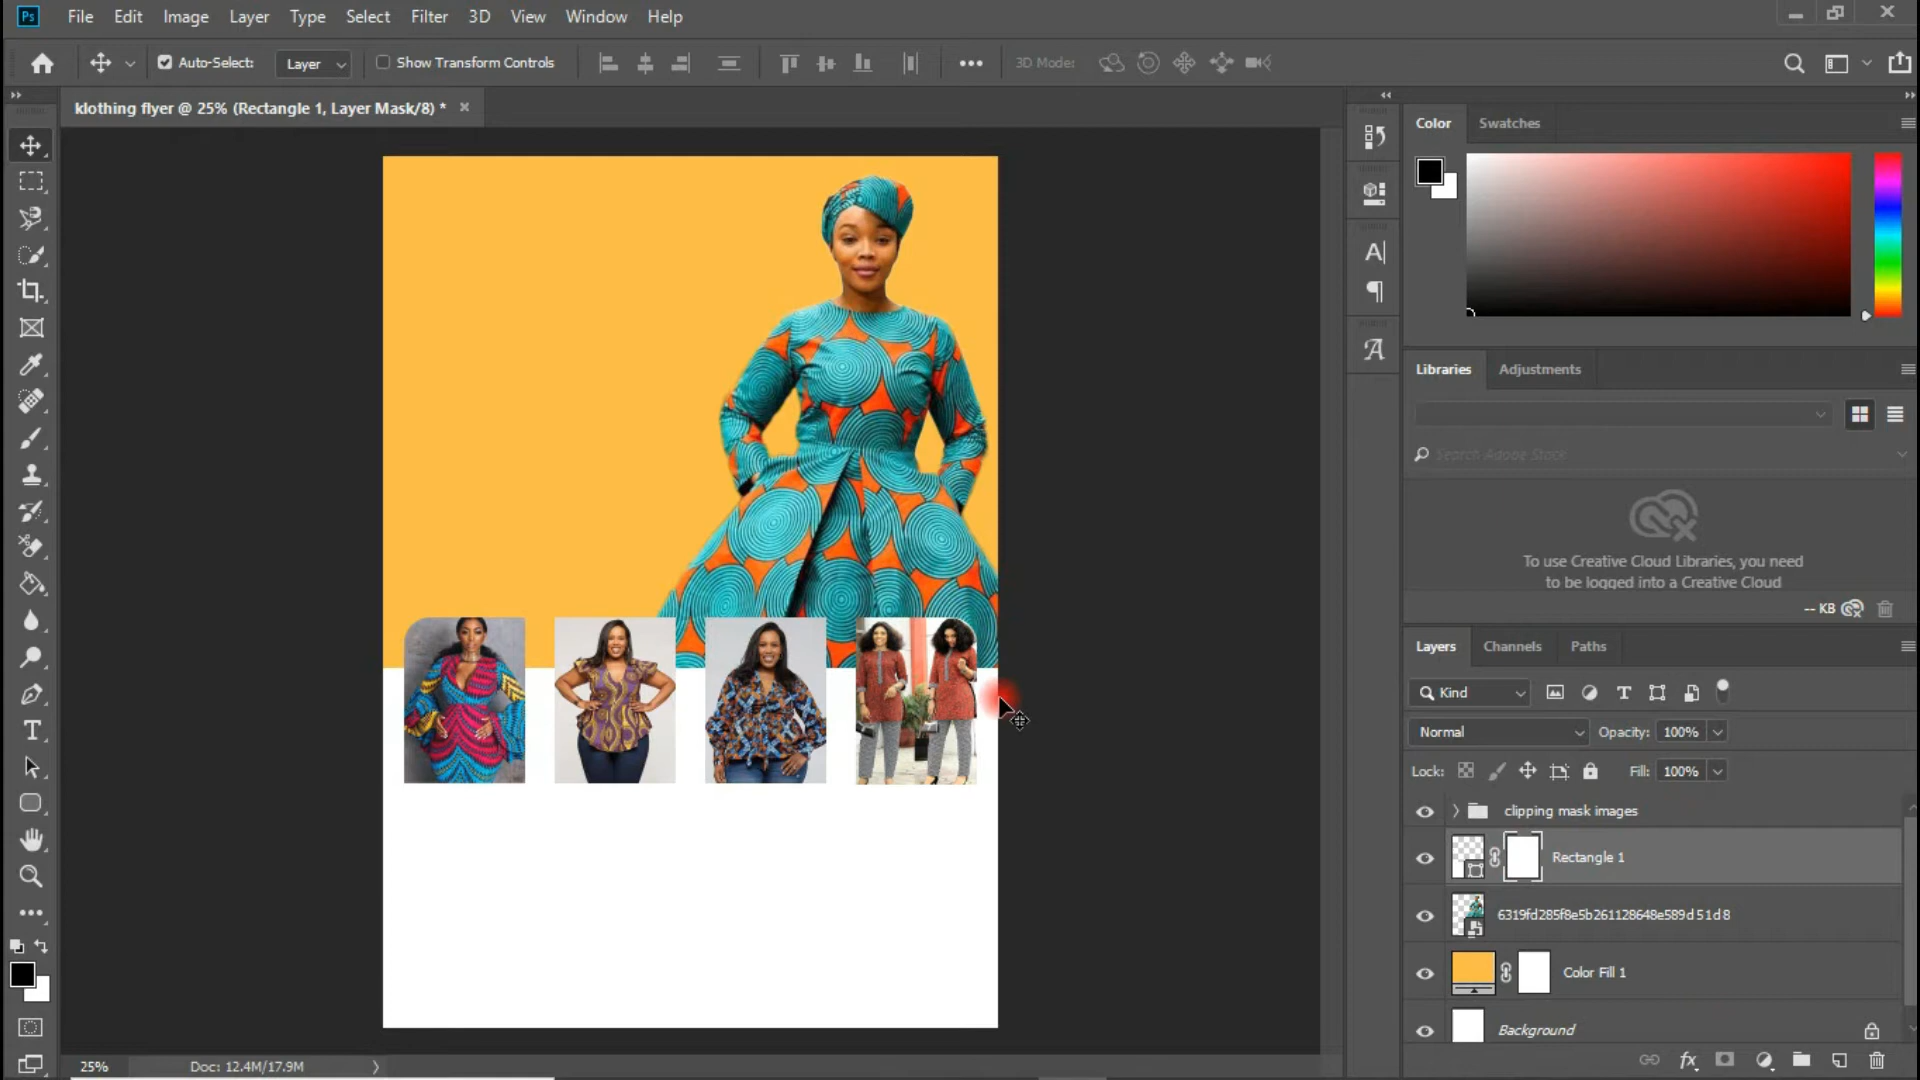 Ps File Edit Image Layer Type Select Filter 3D View Window Help
Auto-Select: Layer Show Transform Controls 3D Mode:
klothing flyer @ 25% (Rectangle 1, Layer Mask/8) *
Color Swatches
Libraries Adjustments
Search Adobe Stock
To use Creative Cloud Libraries, you need
to be logged into a Creative Cloud
-- KB
Layers Channels Paths
Kind
Normal Opacity: 100%
Lock: Fill: 100%
clipping mask images
Rectangle 1
6319fd285f8e5b261128648e589d51d8
Color Fill 1
Background
25% Doc: 12.4M/17.9M